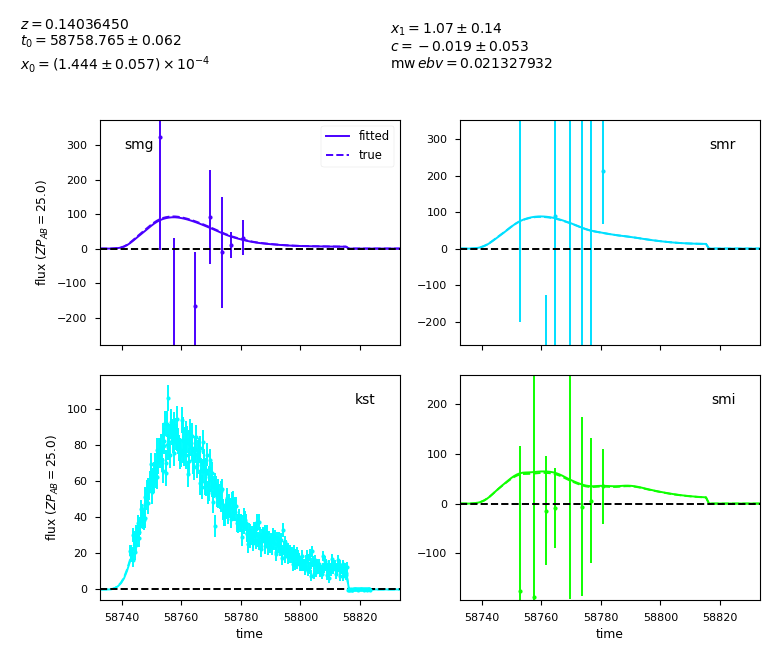 z = 0.14036450
t₀ = 58758.765 ± 0.062
x₀ = (1.444 ± 0.057) × 10⁻⁴
x₁ = 1.07 ± 0.14
c = −0.019 ± 0.053
mw ebv = 0.021327932
smg
fitted
true
300
200
100
0
−100
−200
flux (ZP_AB = 25.0)
smr
300
200
100
0
−100
−200
kst
100
80
60
40
20
0
flux (ZP_AB = 25.0)
58740 58760 58780 58800 58820
time
smi
200
100
0
−100
58740 58760 58780 58800 58820
time